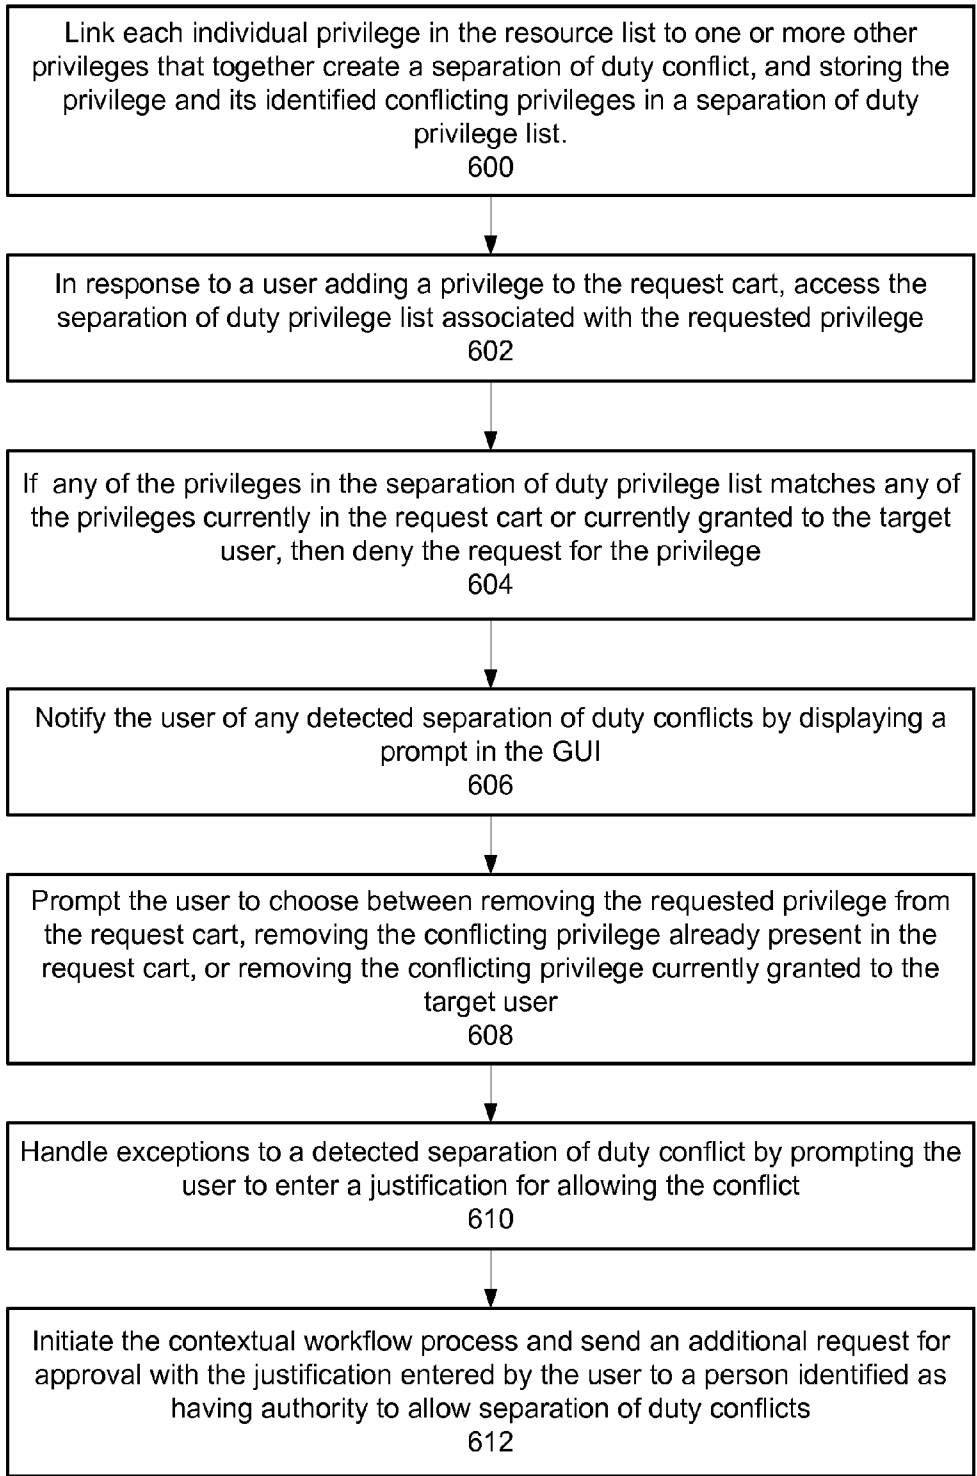 Link each individual privilege in the resource list to one or more other
privileges that together create a separation of duty conflict, and storing the
privilege and its identified conflicting privileges in a separation of duty
privilege list.
600
In response to a user adding a privilege to the request cart, access the
separation of duty privilege list associated with the requested privilege
602
If any of the privileges in the separation of duty privilege list matches any of
the privileges currently in the request cart or currently granted to the target
user, then deny the request for the privilege
604
Notify the user of any detected separation of duty conflicts by displaying a
prompt in the GUI
606
Prompt the user to choose between removing the requested privilege from
the request cart, removing the conflicting privilege already present in the
request cart, or removing the conflicting privilege currently granted to the
target user
608
Handle exceptions to a detected separation of duty conflict by prompting the
user to enter a justification for allowing the conflict
610
Initiate the contextual workflow process and send an additional request for
approval with the justification entered by the user to a person identified as
having authority to allow separation of duty conflicts
612